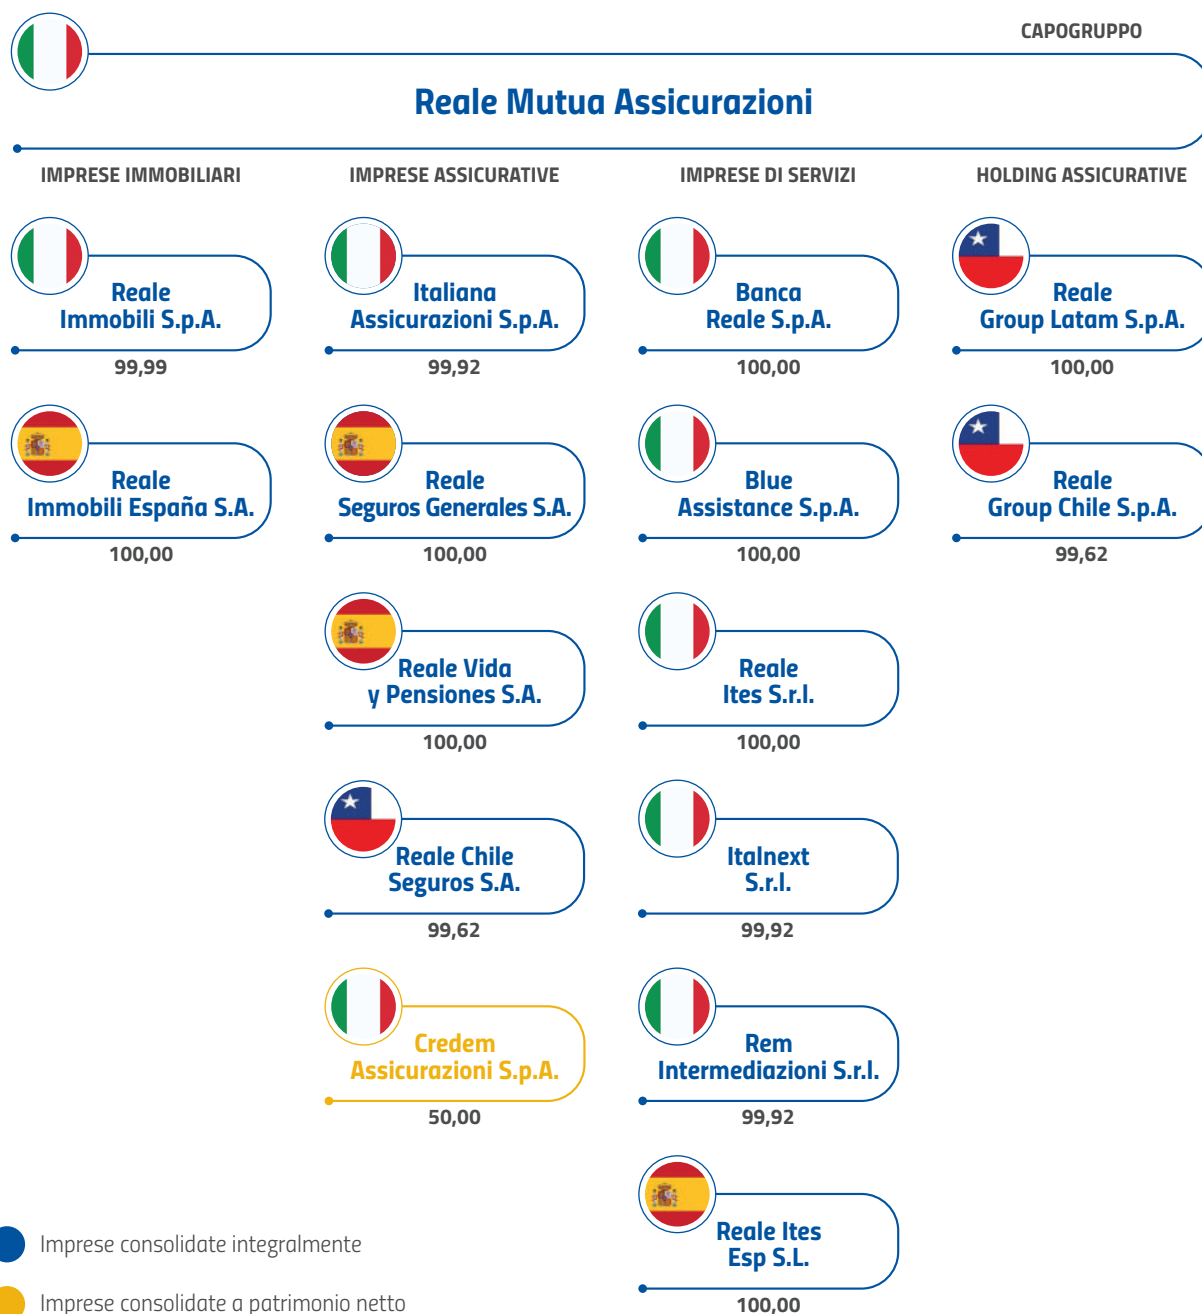 CAPOGRUPPO
Reale Mutua Assicurazioni
IMPRESE IMMOBILIARI
Reale
Immobili S.p.A.
99,99
Reale
Immobili España S.A.
100,00
IMPRESE ASSICURATIVE
Italiana
Assicurazioni S.p.A.
99,92
Reale
Seguros Generales S.A.
100,00
Reale Vida
y Pensiones S.A.
100,00
Reale Chile
Seguros S.A.
99,62
Credem
Assicurazioni S.p.A.
50,00
IMPRESE DI SERVIZI
Banca
Reale S.p.A.
100,00
Blue
Assistance S.p.A.
100,00
Reale
Ites S.r.l.
100,00
Italnext
S.r.l.
99,92
Rem
Intermediazioni S.r.l.
99,92
Reale Ites
Esp S.L.
100,00
HOLDING ASSICURATIVE
Reale
Group Latam S.p.A.
100,00
Reale
Group Chile S.p.A.
99,62
Imprese consolidate integralmente
Imprese consolidate a patrimonio netto